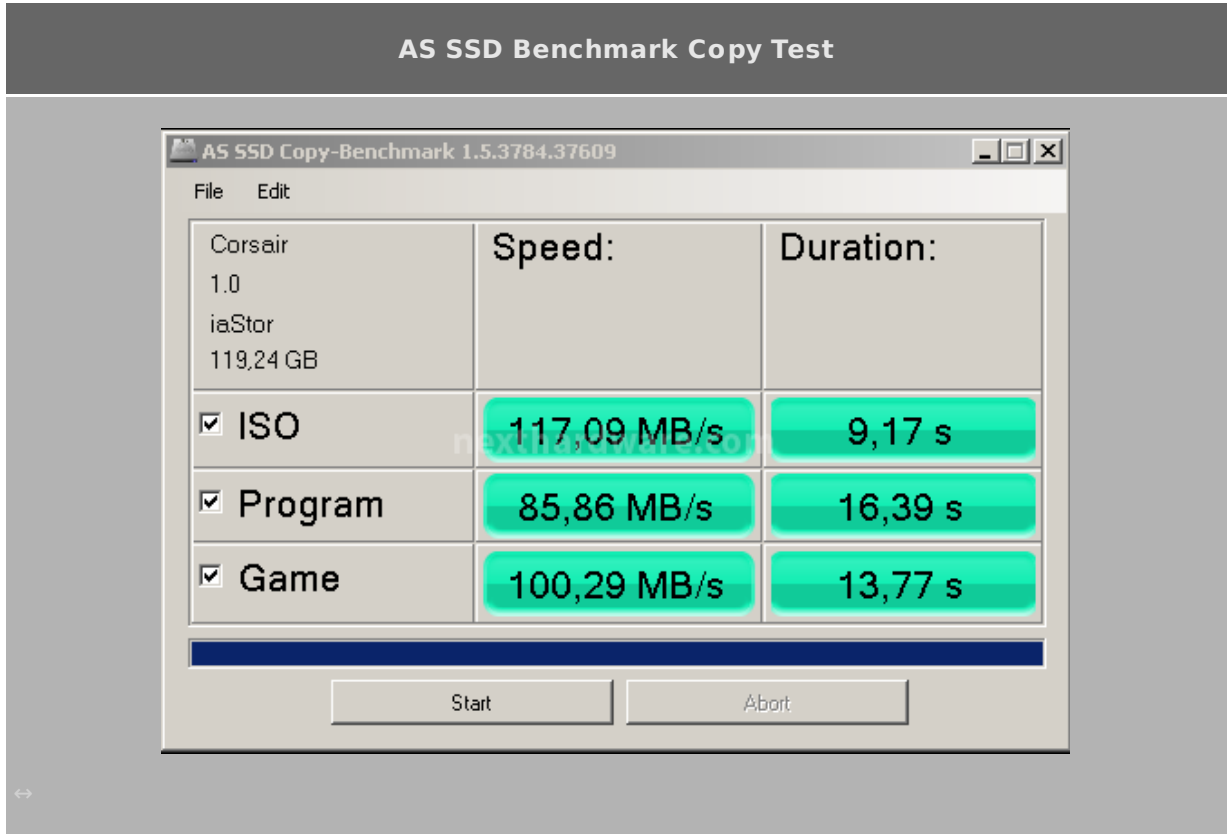 AS SSD Benchmark Copy Test
AS SSD Copy-Benchmark 1.5.3784.37609
File Edit
Corsair
1.0
iaStor
119,24 GB
Speed: Duration:
ISO 117,09 MB/s 9,17 s
nexthardware.com
Program 85,86 MB/s 16,39 s
Game 100,29 MB/s 13,77 s
Start Abort
↔